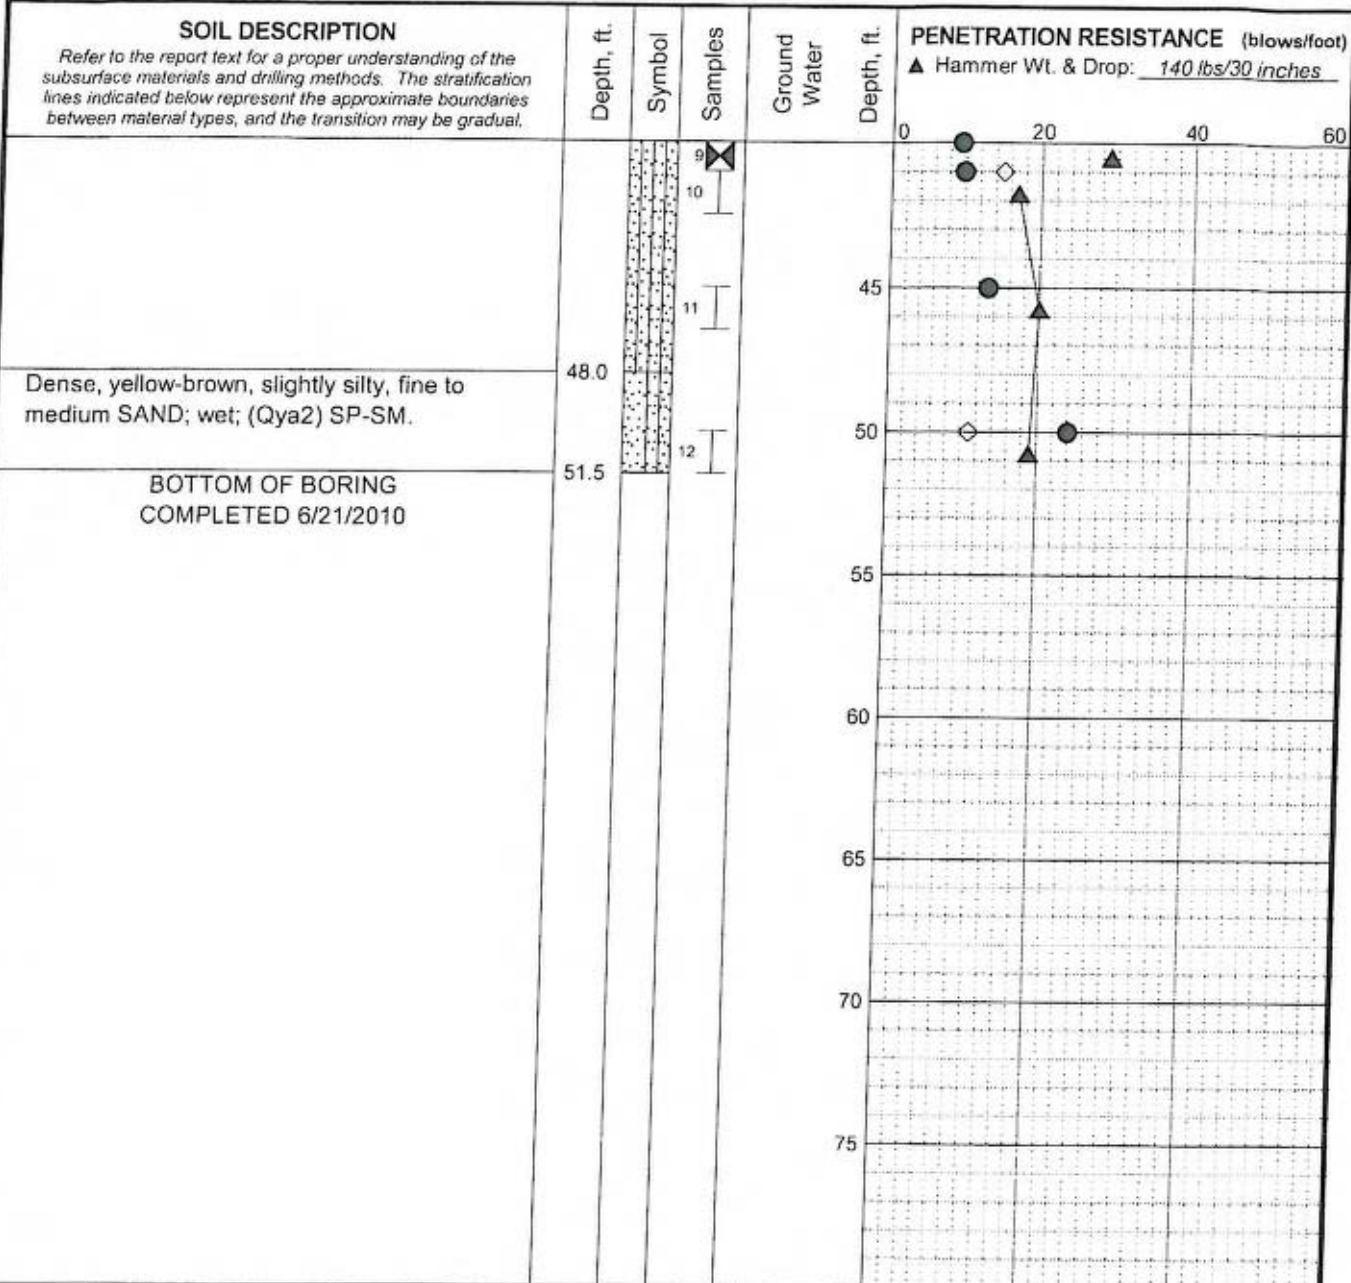 SOIL DESCRIPTION
Refer to the report text for a proper understanding of the
subsurface materials and drilling methods. The stratification
lines indicated below represent the approximate boundaries
between material types, and the transition may be gradual.
Depth, ft.
Symbol
Samples
Ground
Water
Depth, ft.
PENETRATION RESISTANCE (blows/foot)
▲ Hammer Wt. & Drop: 140 lbs/30 inches
0 20 40 60
9
10
45
11
48.0
Dense, yellow-brown, slightly silty, fine to
medium SAND; wet; (Qya2) SP-SM.
50
12
51.5
BOTTOM OF BORING
COMPLETED 6/21/2010
55
60
65
70
75